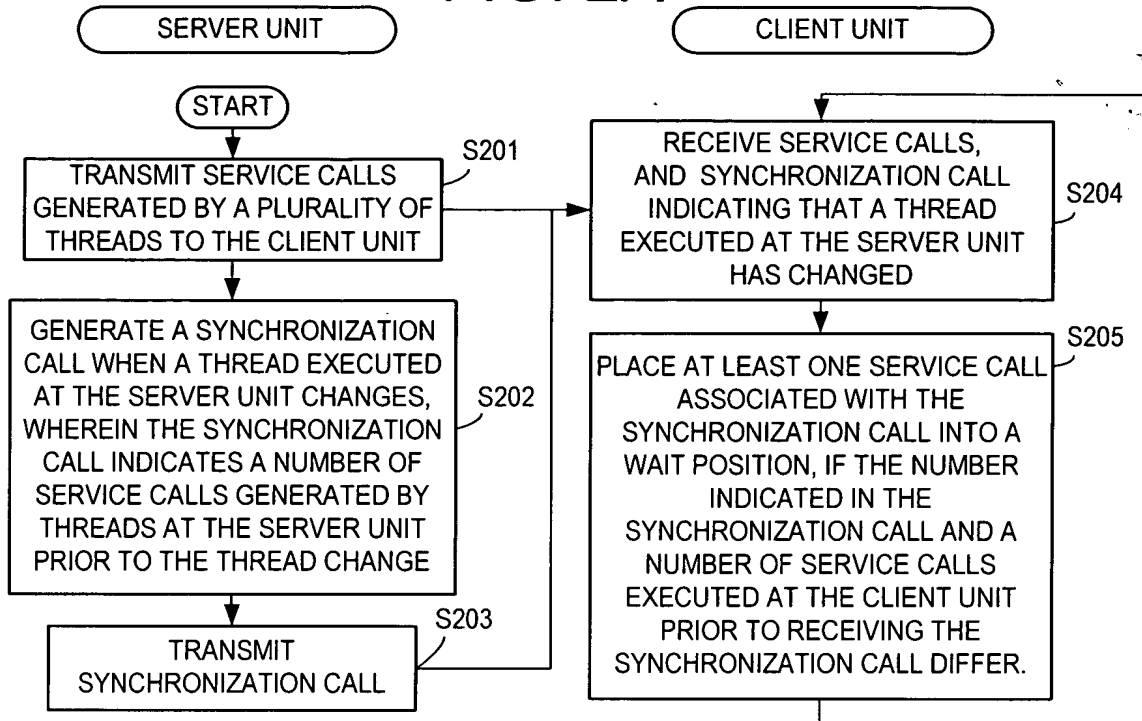 SERVER UNIT
CLIENT UNIT
START
S201
TRANSMIT SERVICE CALLS
GENERATED BY A PLURALITY OF
THREADS TO THE CLIENT UNIT
GENERATE A SYNCHRONIZATION
CALL WHEN A THREAD EXECUTED
AT THE SERVER UNIT CHANGES,
WHEREIN THE SYNCHRONIZATION
CALL INDICATES A NUMBER OF
SERVICE CALLS GENERATED BY
THREADS AT THE SERVER UNIT
PRIOR TO THE THREAD CHANGE
S202
S203
TRANSMIT
SYNCHRONIZATION CALL
RECEIVE SERVICE CALLS,
AND SYNCHRONIZATION CALL
INDICATING THAT A THREAD
EXECUTED AT THE SERVER UNIT
HAS CHANGED
S204
S205
PLACE AT LEAST ONE SERVICE CALL
ASSOCIATED WITH THE
SYNCHRONIZATION CALL INTO A
WAIT POSITION, IF THE NUMBER
INDICATED IN THE
SYNCHRONIZATION CALL AND A
NUMBER OF SERVICE CALLS
EXECUTED AT THE CLIENT UNIT
PRIOR TO RECEIVING THE
SYNCHRONIZATION CALL DIFFER.